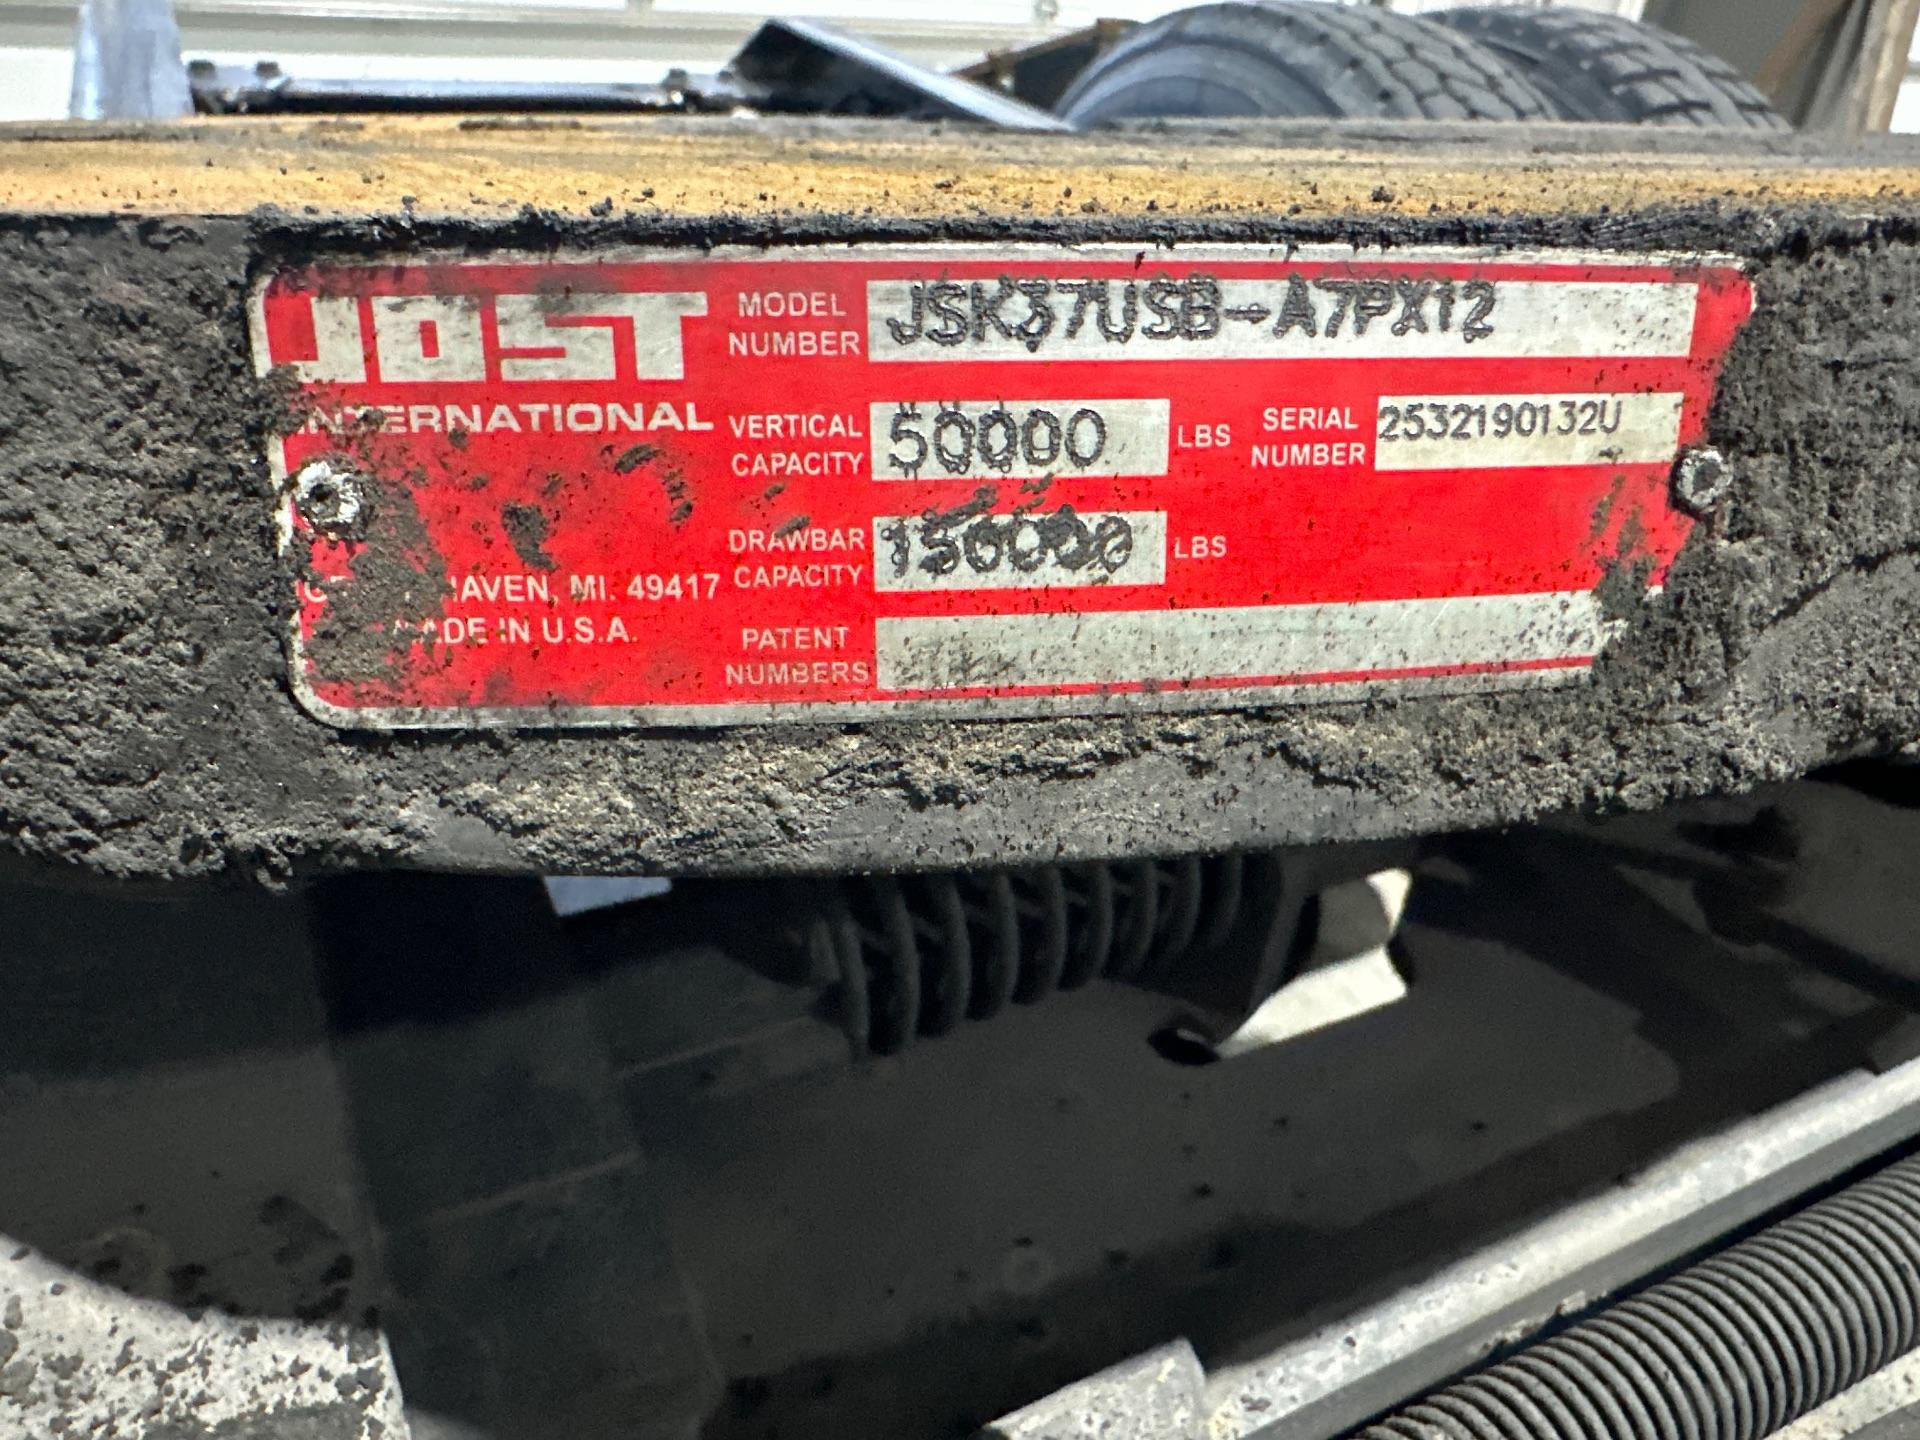 JOST
INTERNATIONAL
HAVEN, MI. 49417
MADE IN U.S.A.
MODEL
NUMBER
JSK37USB-A7PX12
VERTICAL
CAPACITY
50000
LBS
SERIAL
NUMBER
2532190132U
DRAWBAR
CAPACITY
150000
LBS
PATENT
NUMBERS